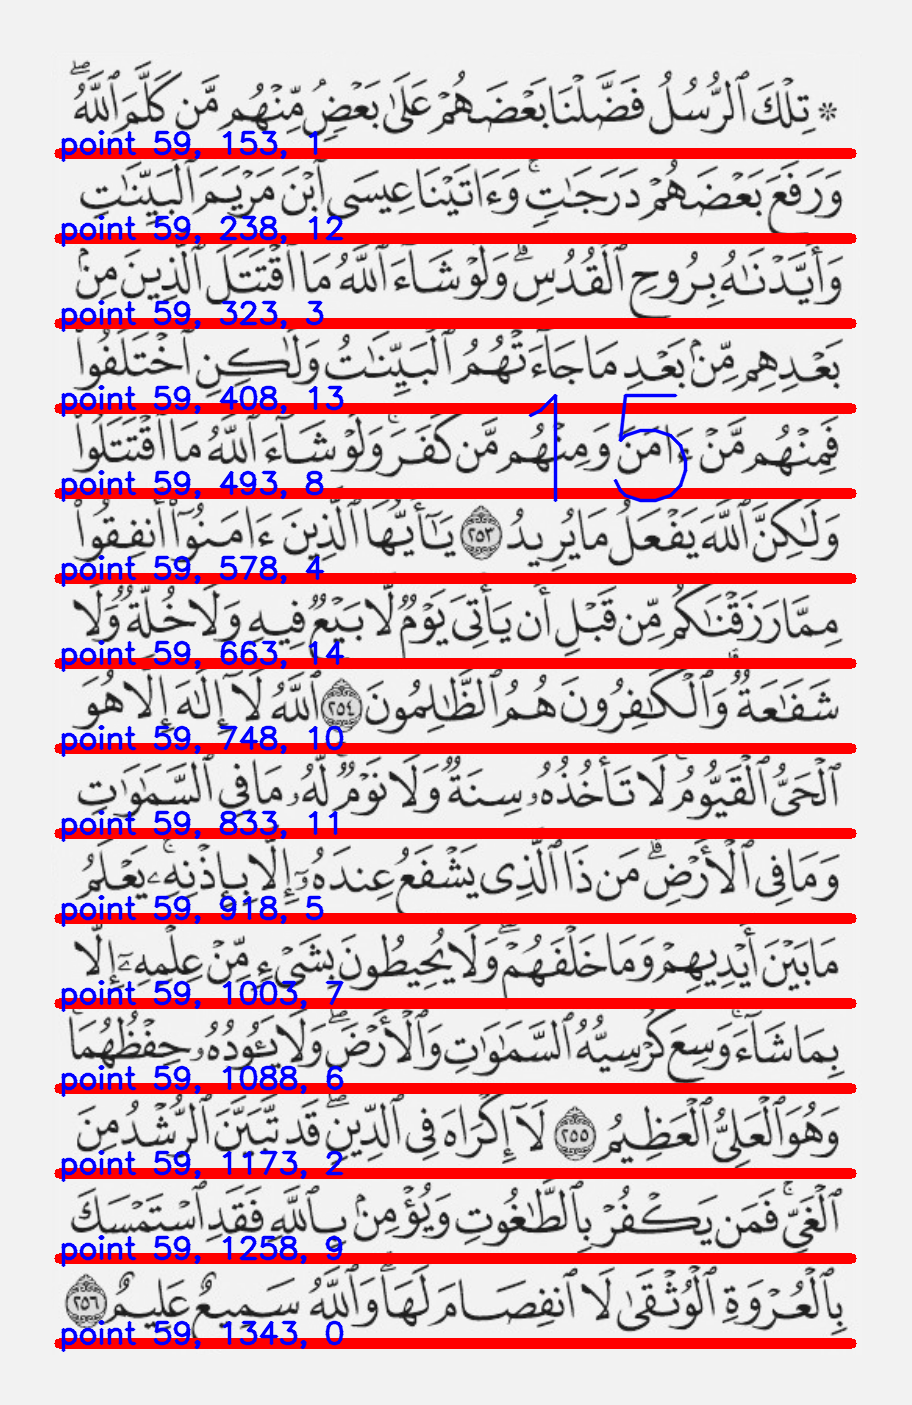 * تِلْكَ ٱلرُّسُلُ فَضَّلْنَا بَعْضَهُمْ عَلَىٰ بَعْضٍ مِّنْهُم مَّن كَلَّمَ ٱللَّهُ ۖ
point 59, 153, 1
وَرَفَعَ بَعْضَهُمْ دَرَجَٰتٍ ۚ وَءَاتَيْنَا عِيسَى ٱبْنَ مَرْيَمَ ٱلْبَيِّنَٰتِ
point 59, 238, 12
وَأَيَّدْنَٰهُ بِرُوحِ ٱلْقُدُسِ ۗ وَلَوْ شَآءَ ٱللَّهُ مَا ٱقْتَتَلَ ٱلَّذِينَ مِنۢ
point 59, 323, 3
بَعْدِهِم مِّنۢ بَعْدِ مَا جَآءَتْهُمُ ٱلْبَيِّنَٰتُ وَلَٰكِنِ ٱخْتَلَفُوا۟
point 59, 408, 13
15
فَمِنْهُم مَّنْ ءَامَنَ وَمِنْهُم مَّن كَفَرَ ۚ وَلَوْ شَآءَ ٱللَّهُ مَا ٱقْتَتَلُوا۟
point 59, 493, 8
وَلَٰكِنَّ ٱللَّهَ يَفْعَلُ مَا يُرِيدُ ٢٥٣ يَٰٓأَيُّهَا ٱلَّذِينَ ءَامَنُوٓا۟ أَنفِقُوا۟
point 59, 578, 4
مِمَّا رَزَقْنَٰكُم مِّن قَبْلِ أَن يَأْتِىَ يَوْمٌ لَّا بَيْعٌ فِيهِ وَلَا خُلَّةٌ وَلَا
point 59, 663, 14
شَفَٰعَةٌ ۗ وَٱلْكَٰفِرُونَ هُمُ ٱلظَّٰلِمُونَ ٢٥٤ ٱللَّهُ لَآ إِلَٰهَ إِلَّا هُوَ
point 59, 748, 10
ٱلْحَىُّ ٱلْقَيُّومُ ۚ لَا تَأْخُذُهُۥ سِنَةٌ وَلَا نَوْمٌ ۚ لَّهُۥ مَا فِى ٱلسَّمَٰوَٰتِ
point 59, 833, 11
وَمَا فِى ٱلْأَرْضِ ۗ مَن ذَا ٱلَّذِى يَشْفَعُ عِندَهُۥٓ إِلَّا بِإِذْنِهِۦ ۚ يَعْلَمُ
point 59, 918, 5
مَا بَيْنَ أَيْدِيهِمْ وَمَا خَلْفَهُمْ ۖ وَلَا يُحِيطُونَ بِشَىْءٍ مِّنْ عِلْمِهِۦٓ إِلَّا
point 59, 1003, 7
بِمَا شَآءَ ۚ وَسِعَ كُرْسِيُّهُ ٱلسَّمَٰوَٰتِ وَٱلْأَرْضَ ۖ وَلَا يَـُٔودُهُۥ حِفْظُهُمَا ۚ
point 59, 1088, 6
وَهُوَ ٱلْعَلِىُّ ٱلْعَظِيمُ ٢٥٥ لَآ إِكْرَاهَ فِى ٱلدِّينِ ۖ قَد تَّبَيَّنَ ٱلرُّشْدُ مِنَ
point 59, 1173, 2
ٱلْغَىِّ ۚ فَمَن يَكْفُرْ بِٱلطَّٰغُوتِ وَيُؤْمِنۢ بِٱللَّهِ فَقَدِ ٱسْتَمْسَكَ
point 59, 1258, 9
بِٱلْعُرْوَةِ ٱلْوُثْقَىٰ لَا ٱنفِصَامَ لَهَا ۗ وَٱللَّهُ سَمِيعٌ عَلِيمٌ ٢٥٦
point 59, 1343, 0